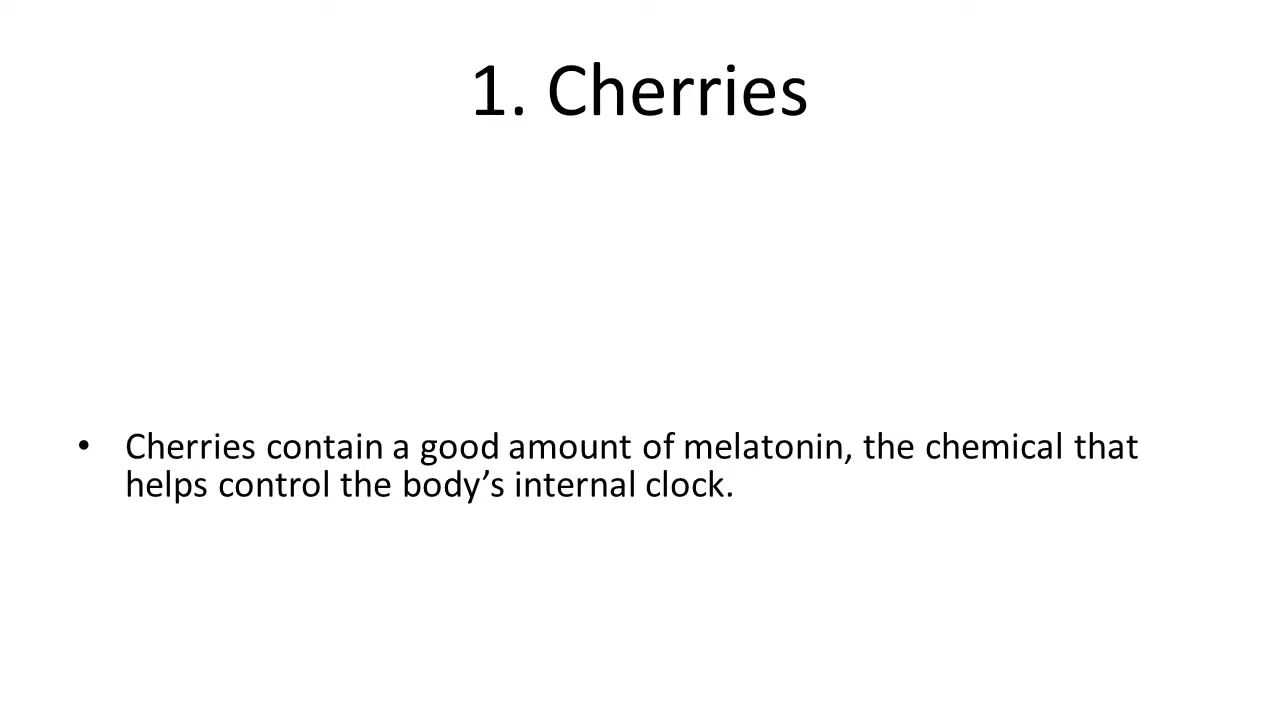 1. Cherries
• Cherries contain a good amount of melatonin, the chemical that
helps control the body’s internal clock.